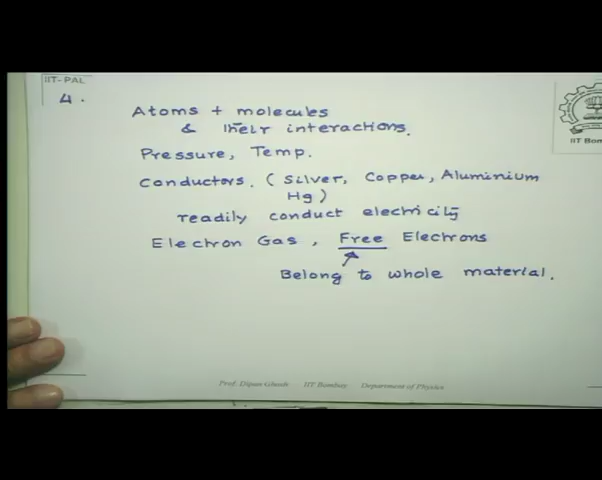 IIT-PAL
4.
Atoms + molecules
& their interactions.
Pressure, Temp.
Conductors. (Silver, Copper, Aluminium
Hg)
readily conduct electricity
Electron Gas, Free Electrons
Belong to whole material.
Prof. Dipan Ghosh IIT Bombay Department of Physics
IIT Bom